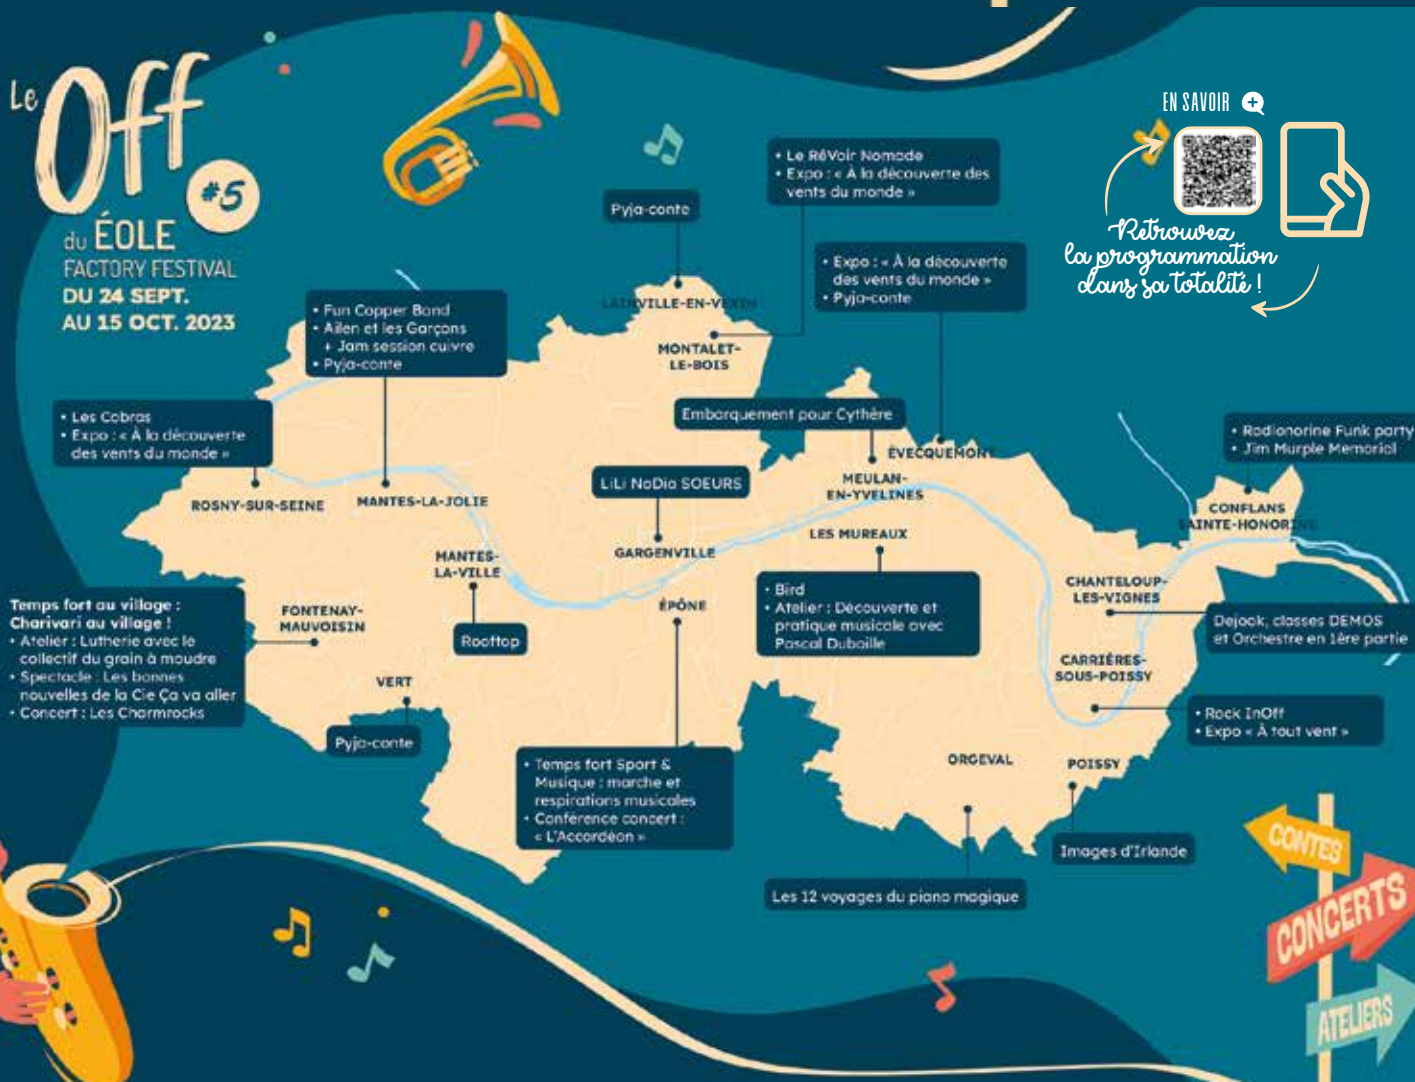 Le Off
#5
du ÉOLE
FACTORY FESTIVAL
DU 24 SEPT.
AU 15 OCT. 2023
EN SAVOIR +
Retrouvez
la programmation
dans sa totalité !
• Le RêVoir Nomade
• Expo : « À la découverte des
vents du monde »
Pyja-conte
LAINVILLE-EN-VEXIN
MONTALET-
LE-BOIS
• Expo : « À la découverte
des vents du monde »
• Pyja-conte
• Fun Copper Band
• Ailen et les Garçons
+ Jam session cuivre
• Pyja-conte
• Les Cobras
• Expo : « À la découverte
des vents du monde »
Embarquement pour Cythère
ÉVECQUEMONT
• Radionorine Funk party
• Jim Murple Memorial
LiLi NaDia SOEURS
MEULAN-
EN-YVELINES
ROSNY-SUR-SEINE
MANTES-LA-JOLIE
CONFLANS
SAINTE-HONORINE
LES MUREAUX
GARGENVILLE
MANTES-
LA-VILLE
• Bird
• Atelier : Découverte et
pratique musicale avec
Pascal Duboille
CHANTELOUP-
LES-VIGNES
Temps fort au village :
Charivari au village !
• Atelier : Lutherie avec le
collectif du grain à moudre
• Spectacle : Les bonnes
nouvelles de la Cie Ça va aller
• Concert : Les Charmrocks
FONTENAY-
MAUVOISIN
ÉPÔNE
Rooftop
Dejook, classes DEMOS
et Orchestre en 1ère partie
CARRIÈRES-
SOUS-POISSY
VERT
Pyja-conte
• Rock InOff
• Expo « À tout vent »
• Temps fort Sport &
Musique : marche et
respirations musicales
• Conférence concert :
« L'Accordéon »
ORGEVAL
POISSY
Images d'Irlande
Les 12 voyages du piano magique
CONTES
CONCERTS
ATELIERS